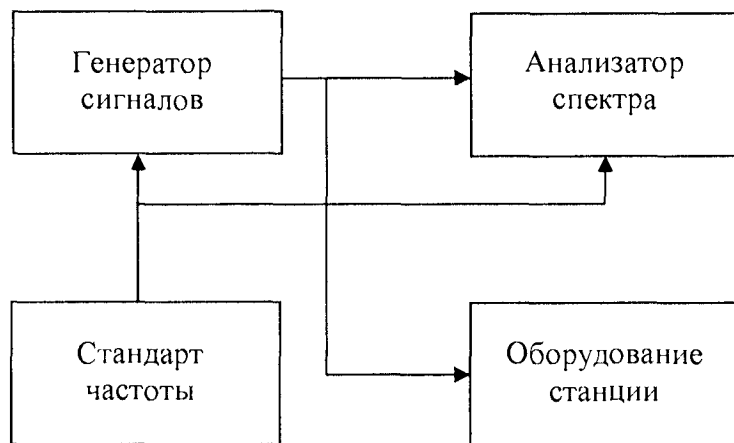 Генератор
сигналов
Анализатор
спектра
Стандарт
частоты
Оборудование
станции